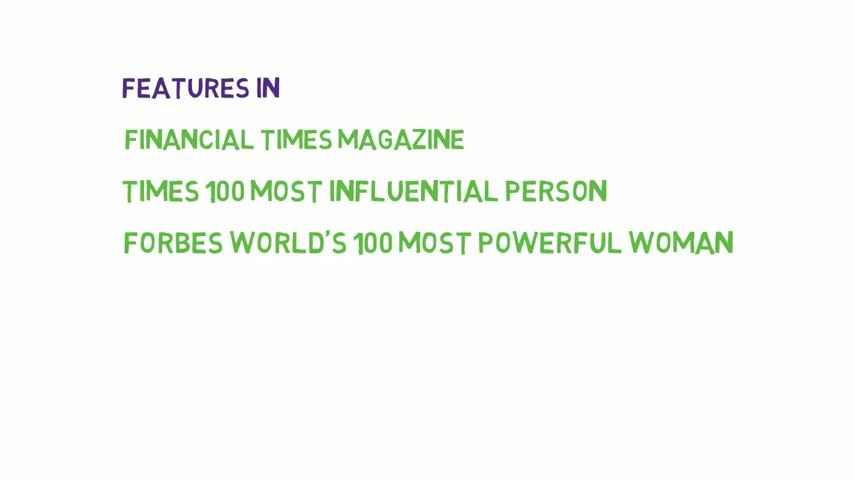 FEATURES IN
FINANCIAL TIMES MAGAZINE
TIMES 100 MOST INFLUENTIAL PERSON
FORBES WORLD'S 100 MOST POWERFUL WOMAN